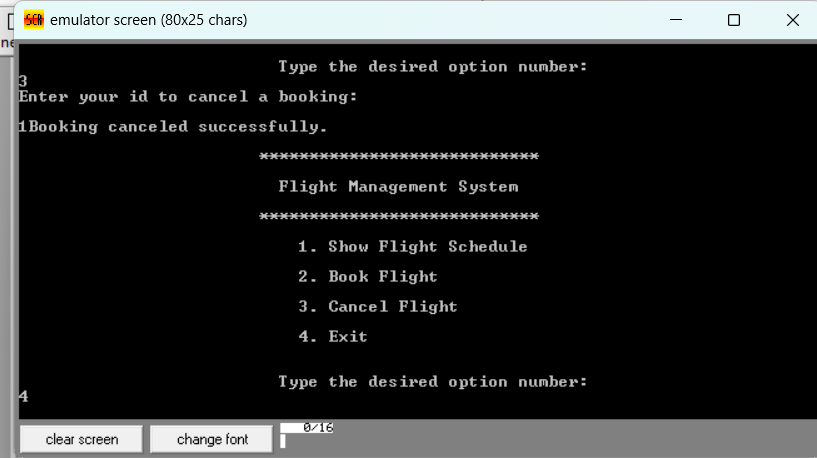 SCR emulator screen (80x25 chars)
Type the desired option number:
3
Enter your id to cancel a booking:
1Booking canceled successfully.
****************************
Flight Management System
****************************
1. Show Flight Schedule
2. Book Flight
3. Cancel Flight
4. Exit
Type the desired option number:
4
clear screen change font 0/16